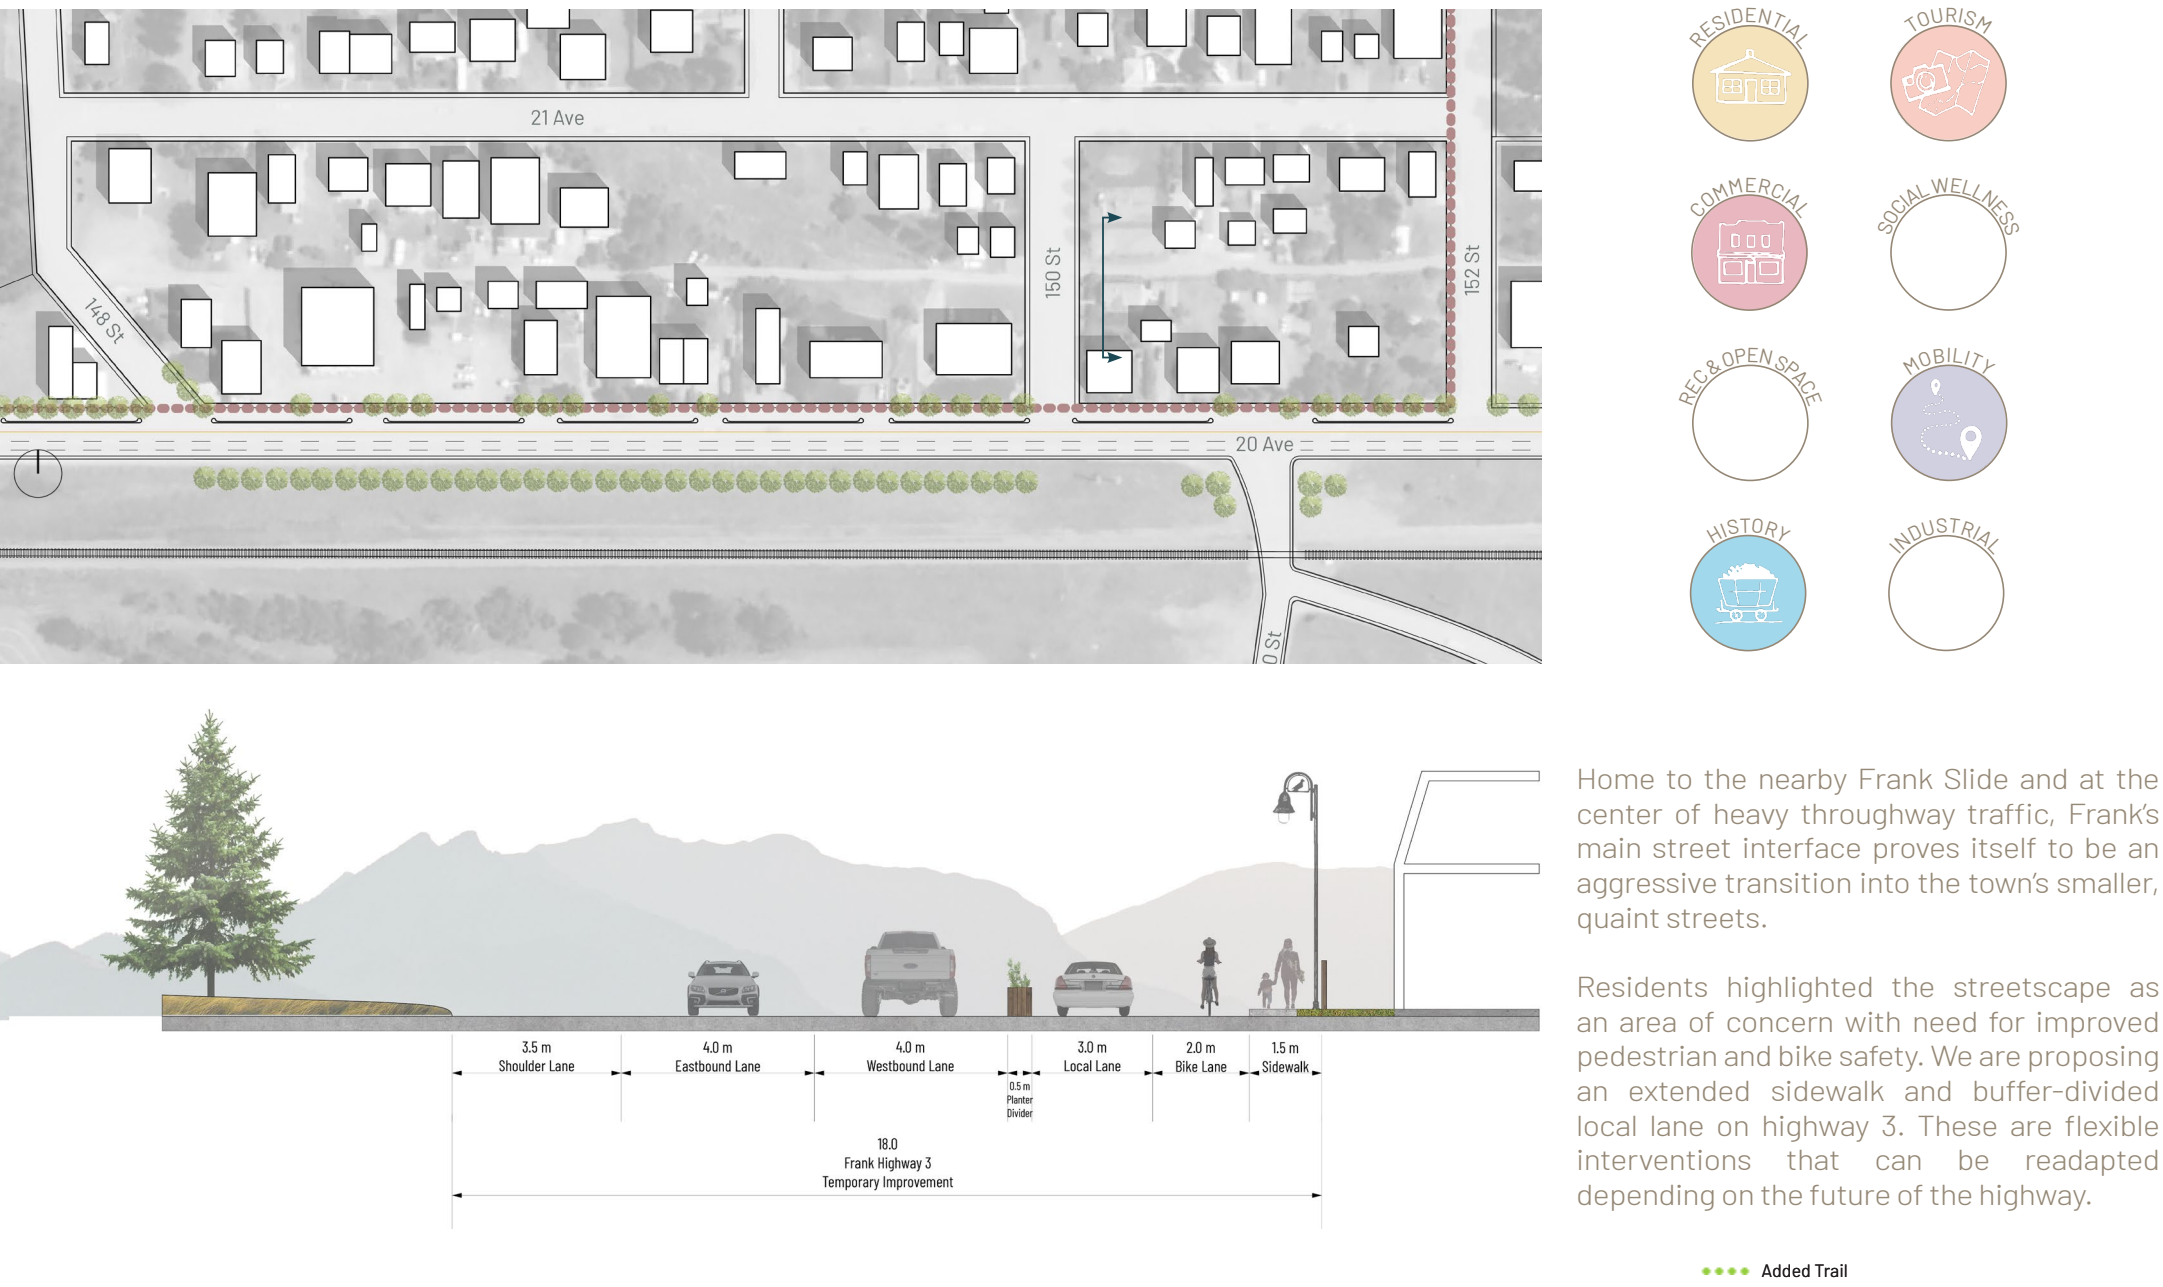 21 Ave
148 St
150 St
152 St
20 Ave
0 St
RESIDENTIAL
TOURISM
COMMERCIAL
SOCIAL WELLNESS
REC & OPEN SPACE
MOBILITY
HISTORY
INDUSTRIAL
3.5 m
Shoulder Lane
4.0 m
Eastbound Lane
4.0 m
Westbound Lane
0.5 m
Planter
Divider
3.0 m
Local Lane
2.0 m
Bike Lane
1.5 m
Sidewalk
18.0
Frank Highway 3
Temporary Improvement
Home to the nearby Frank Slide and at the
center of heavy throughway traffic, Frank's
main street interface proves itself to be an
aggressive transition into the town's smaller,
quaint streets.
Residents highlighted the streetscape as
an area of concern with need for improved
pedestrian and bike safety. We are proposing
an extended sidewalk and buffer-divided
local lane on highway 3. These are flexible
interventions that can be readapted
depending on the future of the highway.
Added Trail